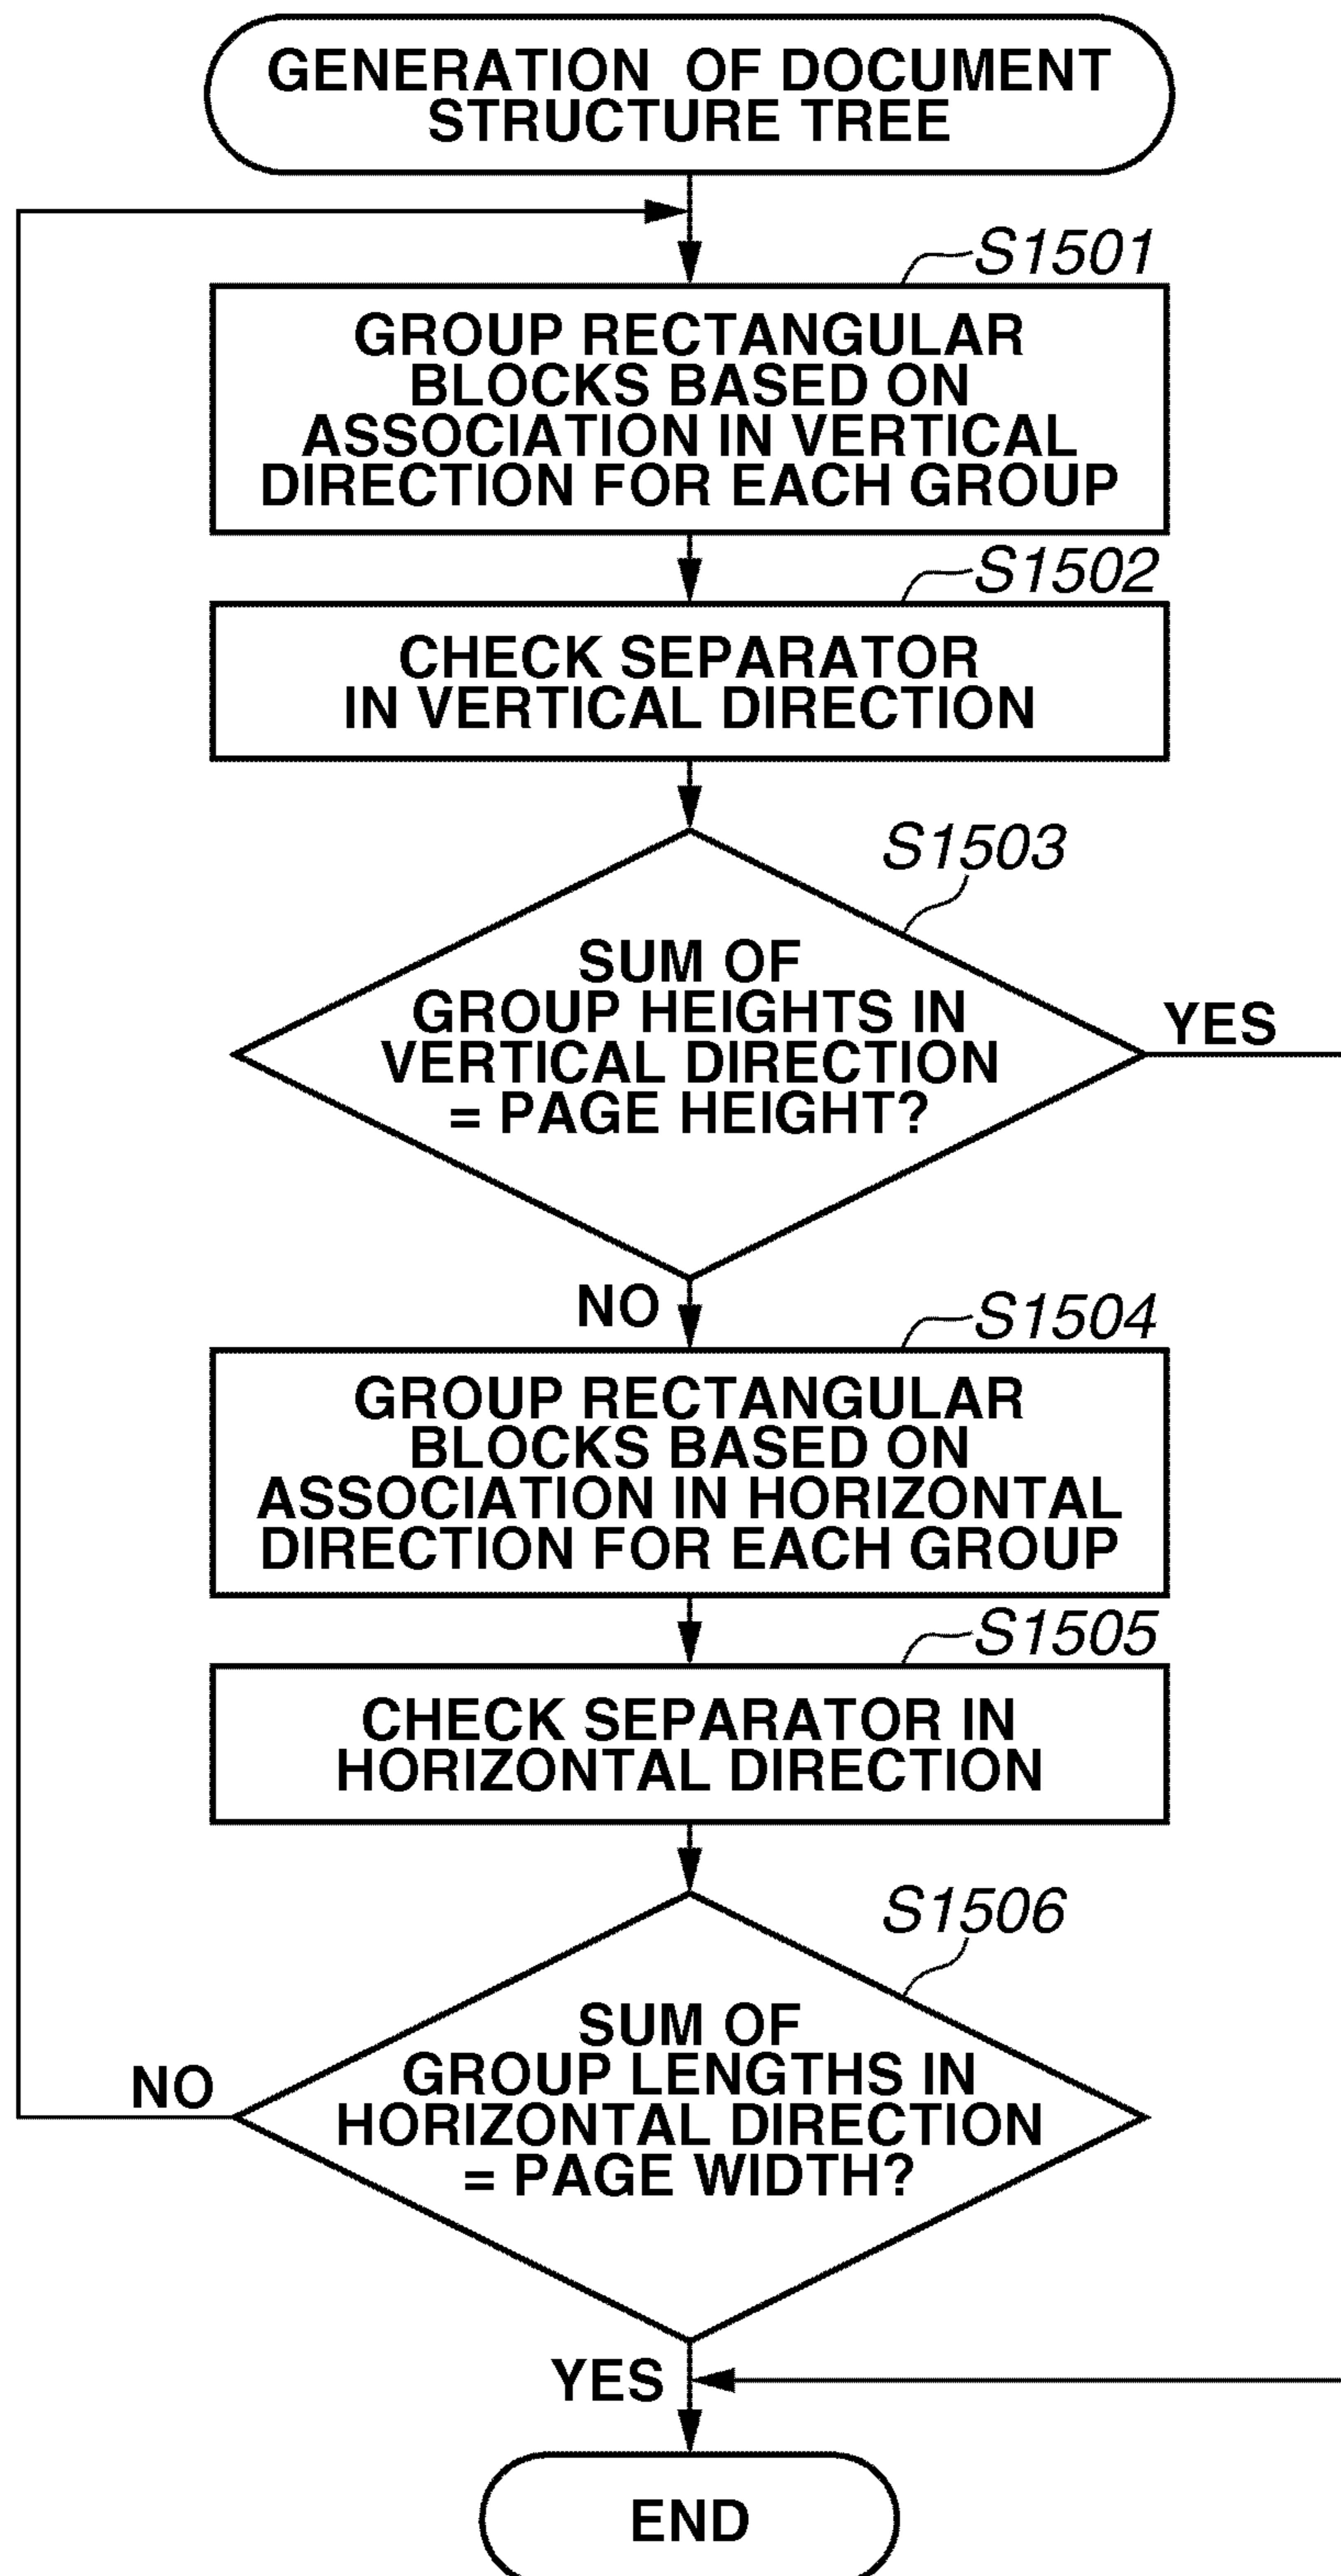 GENERATION OF DOCUMENT
STRUCTURE TREE
S1501
GROUP RECTANGULAR
BLOCKS BASED ON
ASSOCIATION IN VERTICAL
DIRECTION FOR EACH GROUP
S1502
CHECK SEPARATOR
IN VERTICAL DIRECTION
S1503
SUM OF
GROUP HEIGHTS IN
VERTICAL DIRECTION
= PAGE HEIGHT?
YES
NO
S1504
GROUP RECTANGULAR
BLOCKS BASED ON
ASSOCIATION IN HORIZONTAL
DIRECTION FOR EACH GROUP
S1505
CHECK SEPARATOR IN
HORIZONTAL DIRECTION
S1506
SUM OF
GROUP LENGTHS IN
HORIZONTAL DIRECTION
= PAGE WIDTH?
NO
YES
END